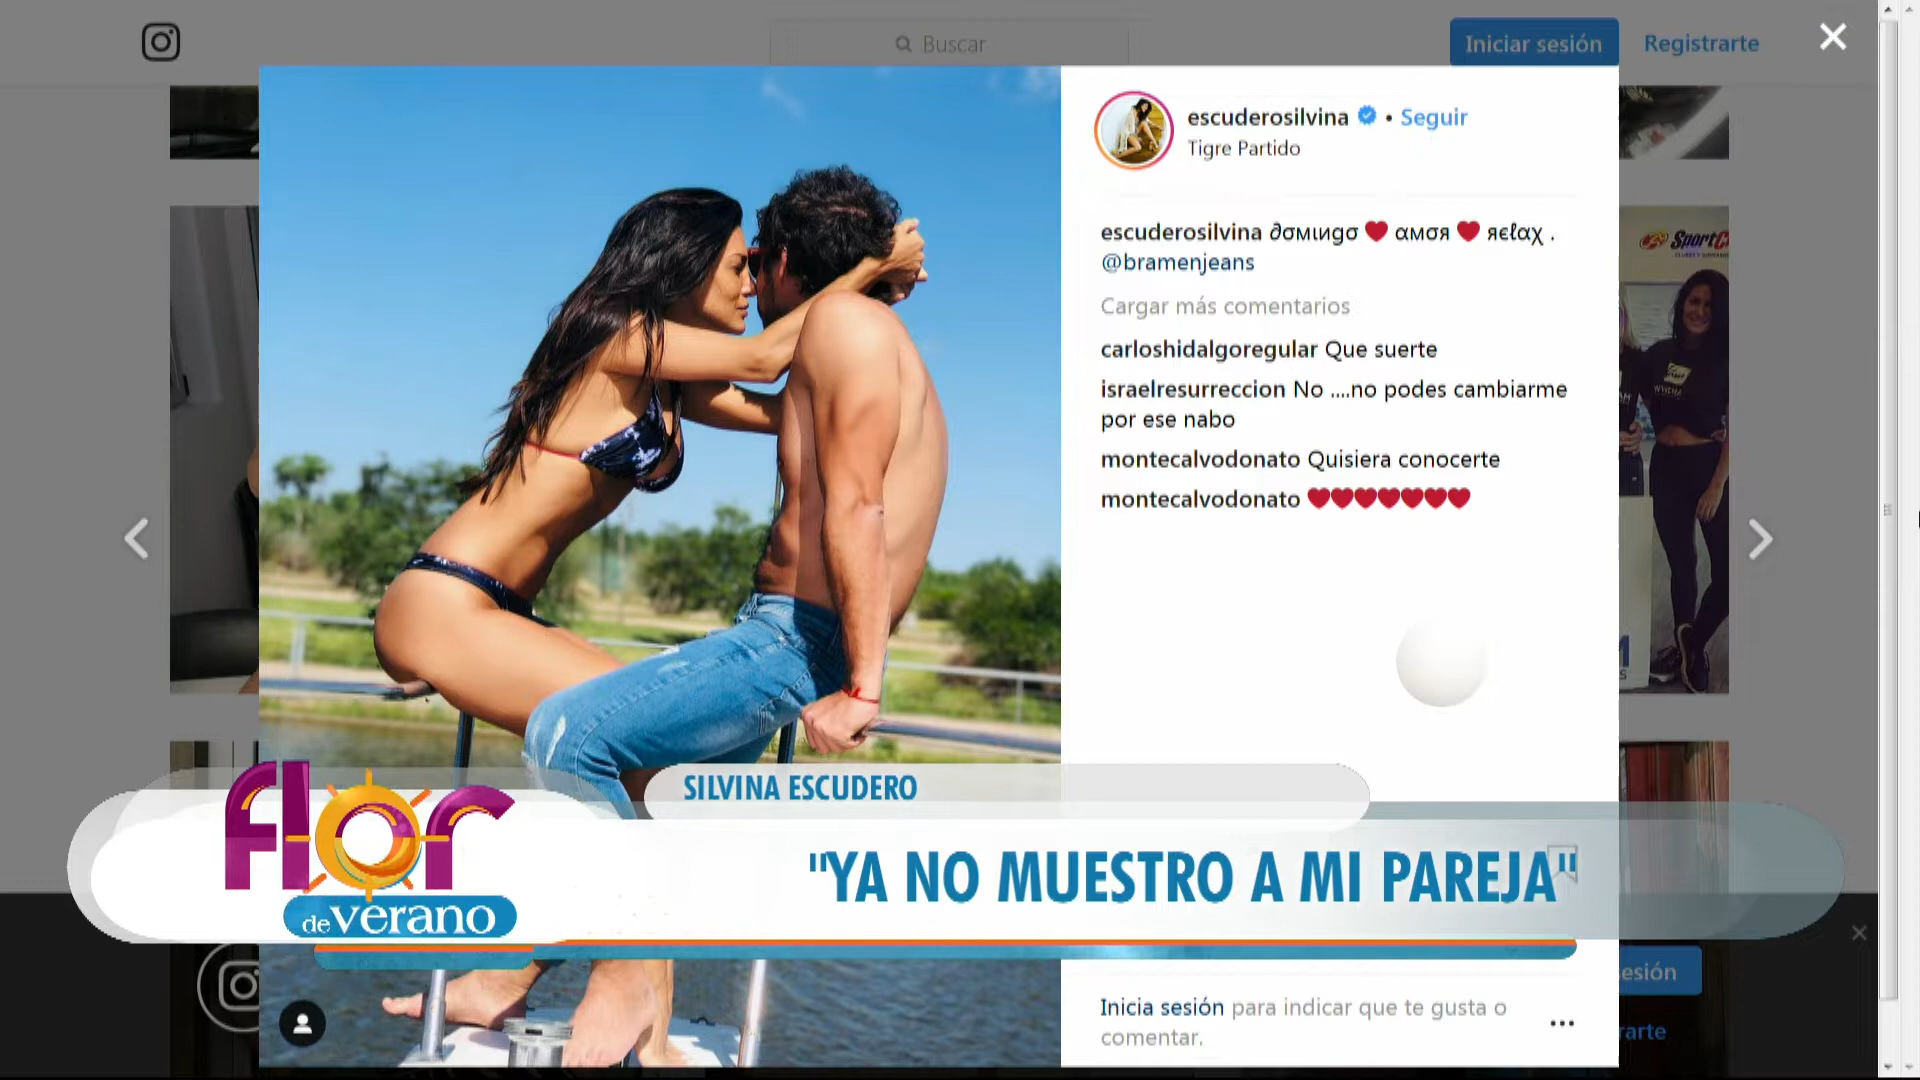 Buscar
Iniciar sesión
Registrarte
escuderosilvina • Seguir
Tigre Partido
escuderosilvina ∂σмιиgσ ❤ αмσя ❤ яєℓαχ .
@bramenjeans
Cargar más comentarios
carloshidalgoregular Que suerte
israelresurreccion No ....no podes cambiarme
por ese nabo
montecalvodonato Quisiera conocerte
montecalvodonato ❤❤❤❤❤❤❤
SILVINA ESCUDERO
"YA NO MUESTRO A MI PAREJA"
flor
de verano
Inicia sesión para indicar que te gusta o
comentar.